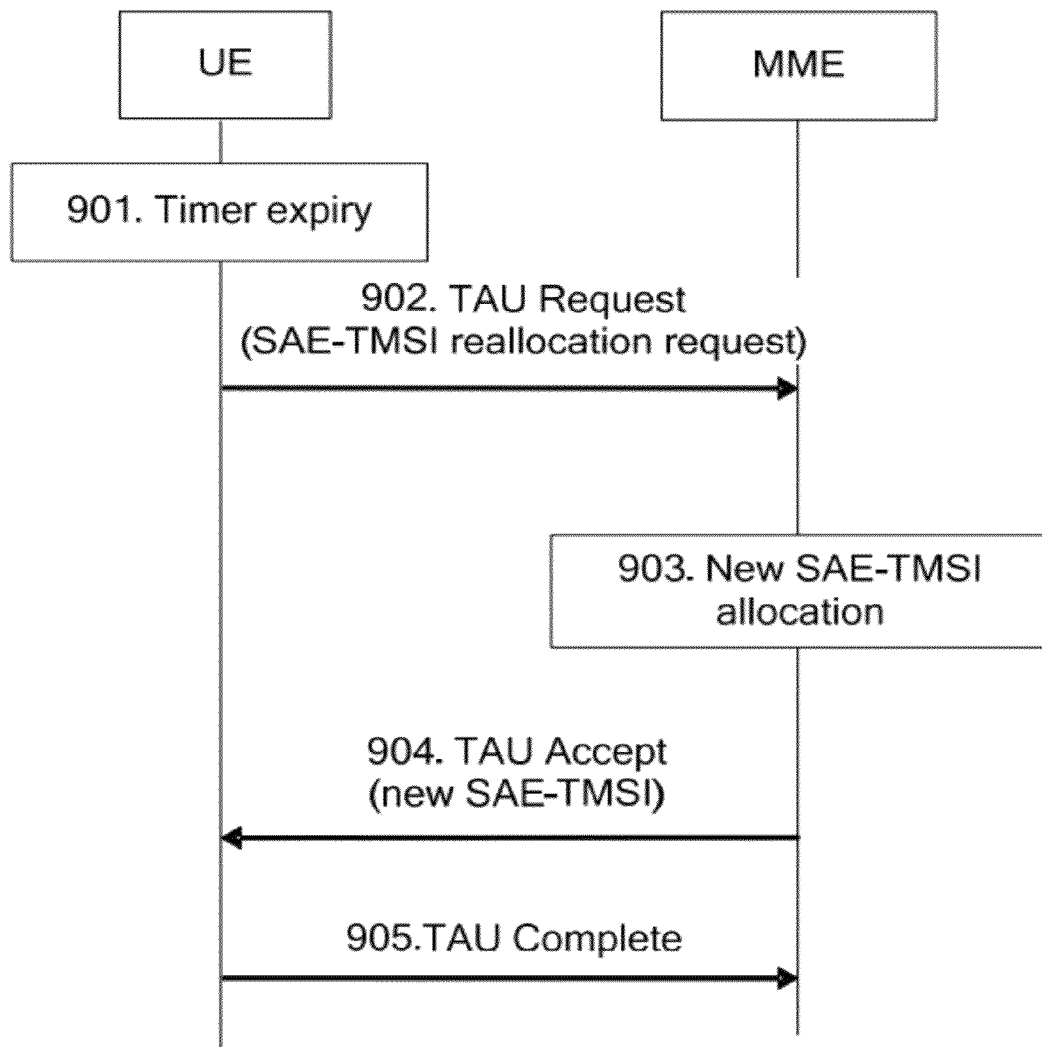 UE
MME
901. Timer expiry
902. TAU Request
(SAE-TMSI reallocation request)
903. New SAE-TMSI
allocation
904. TAU Accept
(new SAE-TMSI)
905.TAU Complete